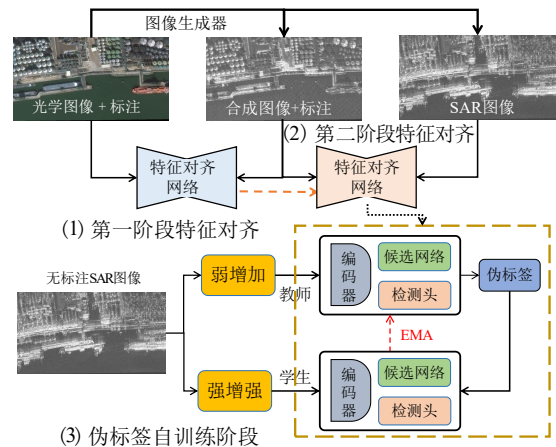 图像生成器
光学图像 + 标注
合成图像+标注
SAR图像
(2) 第二阶段特征对齐
特征对齐
网络
特征对齐
网络
(1) 第一阶段特征对齐
无标注SAR图像
弱增加
教师
编码器
候选网络
检测头
伪标签
EMA
强增强
学生
编码器
候选网络
检测头
(3) 伪标签自训练阶段